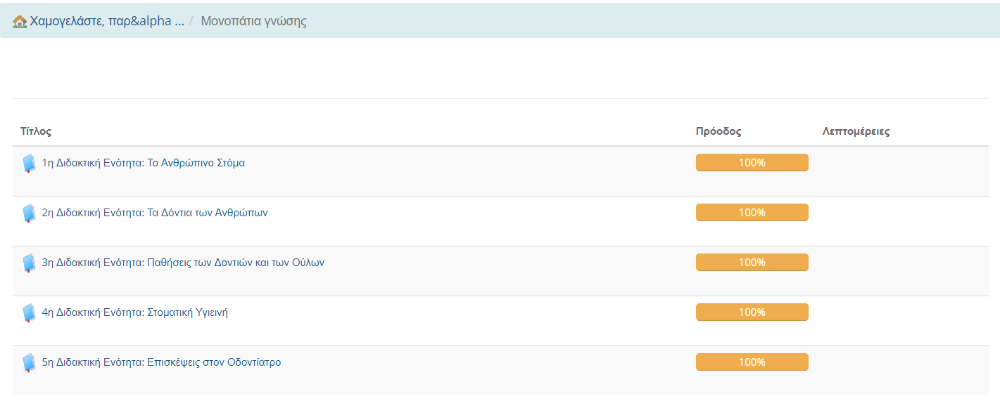 Χαμογελάστε, παρ&alpha ... / Μονοπάτια γνώσης
Τίτλος Πρόοδος Λεπτομέρειες
1η Διδακτική Ενότητα: Το Ανθρώπινο Στόμα 100%
2η Διδακτική Ενότητα: Τα Δόντια των Ανθρώπων 100%
3η Διδακτική Ενότητα: Παθήσεις των Δοντιών και των Ούλων 100%
4η Διδακτική Ενότητα: Στοματική Υγιεινή 100%
5η Διδακτική Ενότητα: Επισκέψεις στον Οδοντίατρο 100%